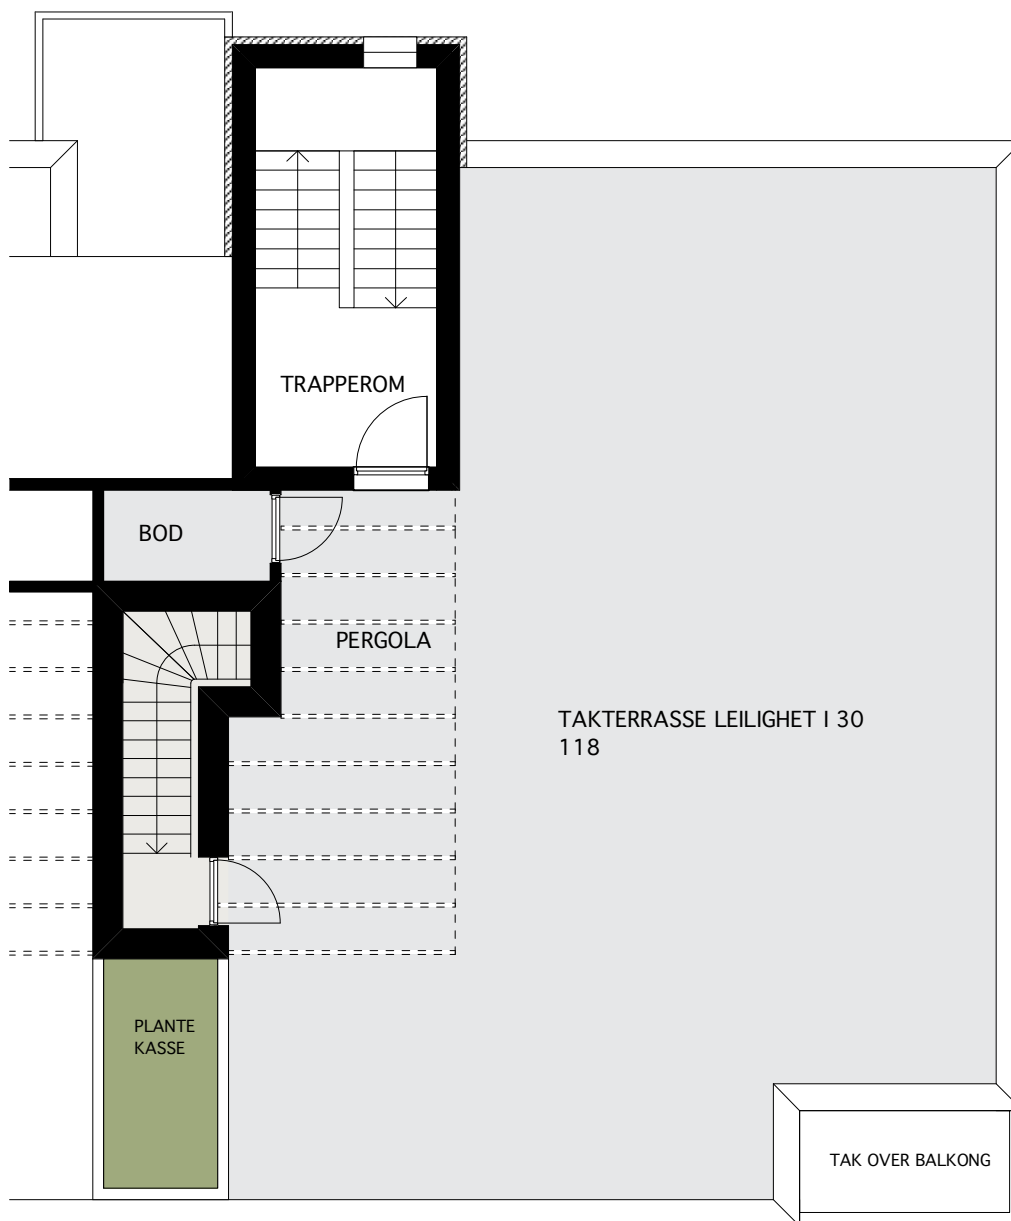 TRAPPEROM
BOD
PERGOLA
TAKTERRASSE LEILIGHET I 30
118
PLANTE
KASSE
TAK OVER BALKONG